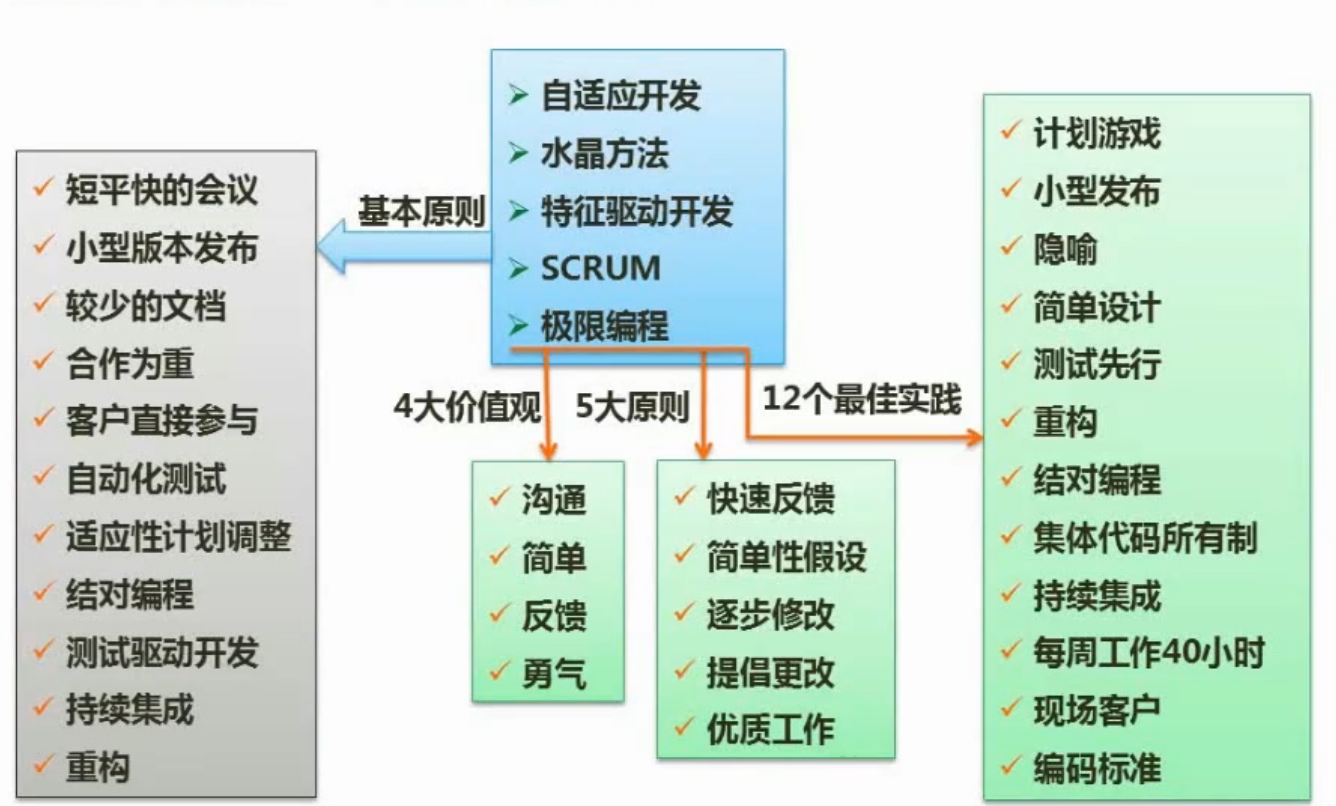 自适应开发
水晶方法
特征驱动开发
SCRUM
极限编程
基本原则
短平快的会议
小型版本发布
较少的文档
合作为重
客户直接参与
自动化测试
适应性计划调整
结对编程
测试驱动开发
持续集成
重构
4大价值观
沟通
简单
反馈
勇气
5大原则
快速反馈
简单性假设
逐步修改
提倡更改
优质工作
12个最佳实践
计划游戏
小型发布
隐喻
简单设计
测试先行
重构
结对编程
集体代码所有制
持续集成
每周工作40小时
现场客户
编码标准